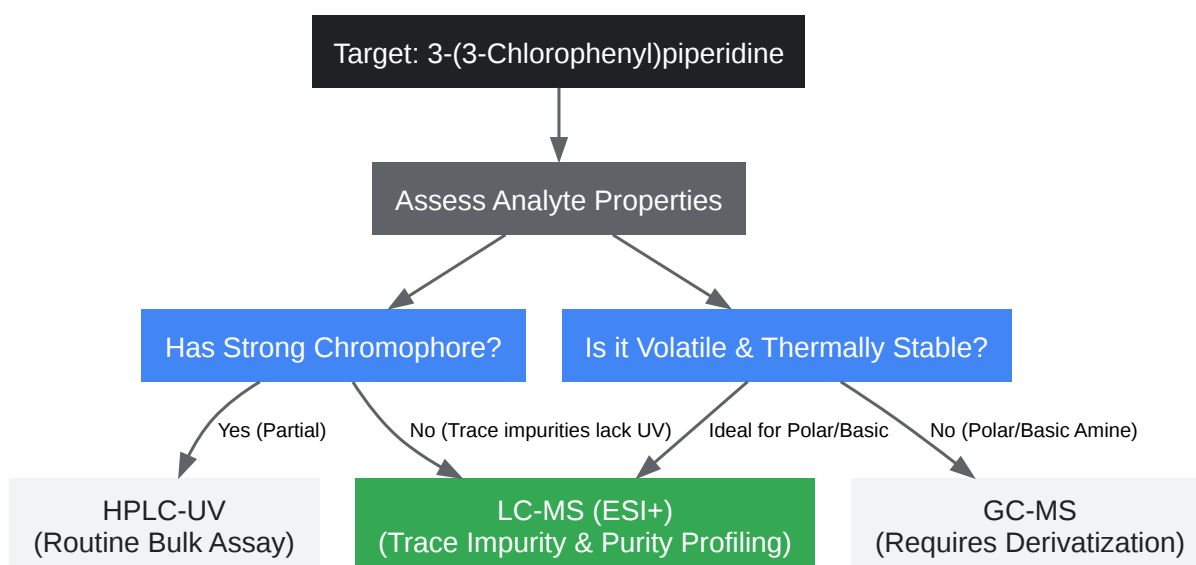 Target: 3-(3-Chlorophenyl)piperidine
Assess Analyte Properties
Has Strong Chromophore?
Is it Volatile & Thermally Stable?
Yes (Partial)
No (Trace impurities lack UV)
Ideal for Polar/Basic
No (Polar/Basic Amine)
HPLC-UV
(Routine Bulk Assay)
LC-MS (ESI+)
(Trace Impurity & Purity Profiling)
GC-MS
(Requires Derivatization)